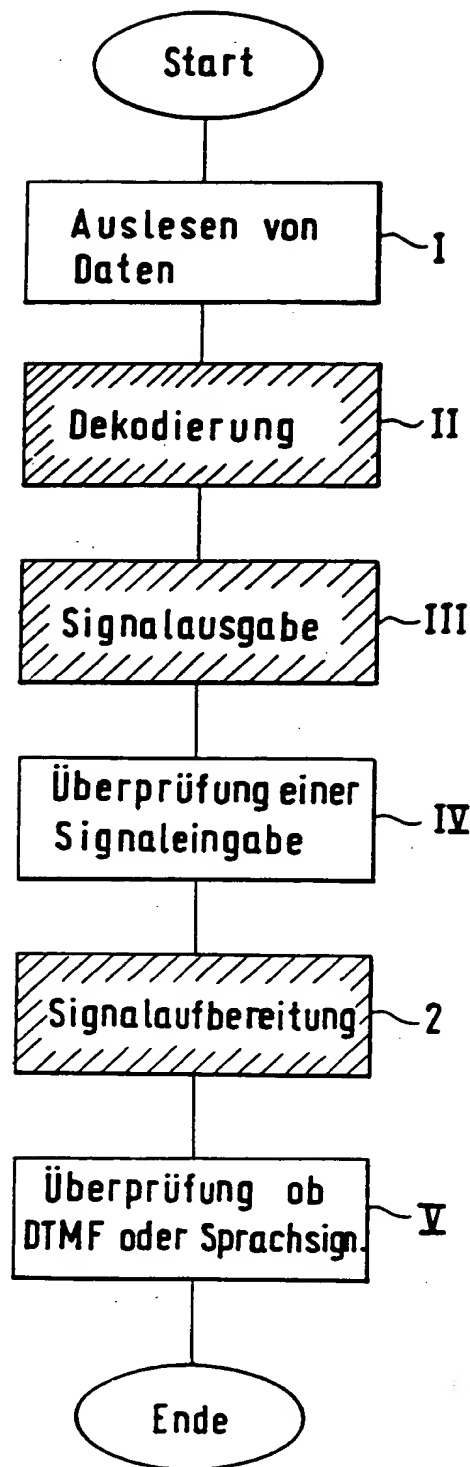 Start
Auslesen von
Daten
I
Dekodierung
II
Signalausgabe
III
Überprüfung einer
Signaleingabe
IV
Signalaufbereitung
2
Überprüfung ob
DTMF oder Sprachsign.
V
Ende